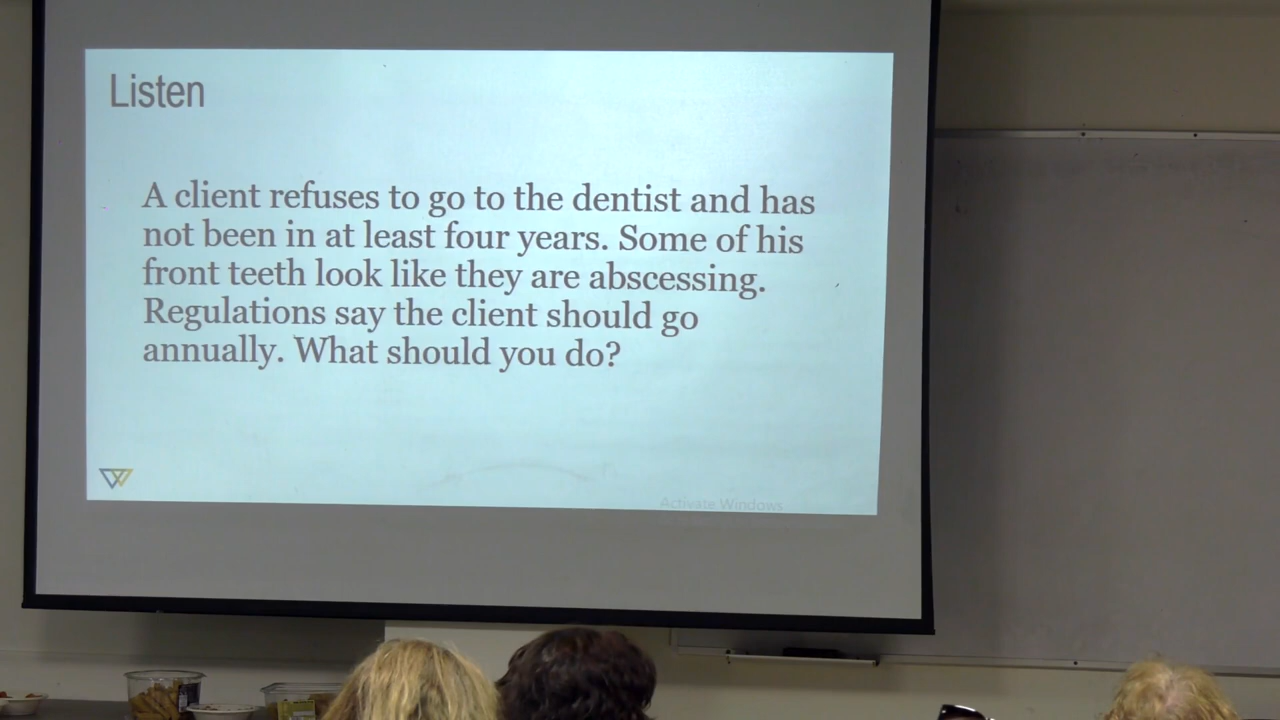 Listen
A client refuses to go to the dentist and has
not been in at least four years. Some of his
front teeth look like they are abscessing.
Regulations say the client should go
annually. What should you do?
Activate Windows